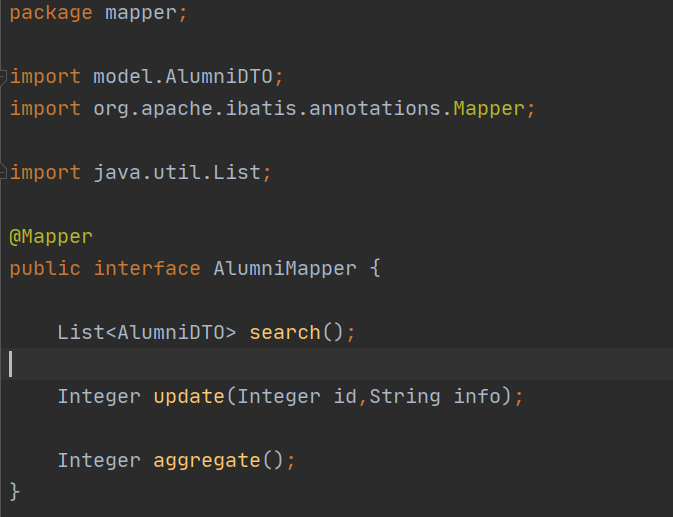 package mapper;
import model.AlumniDTO;
import org.apache.ibatis.annotations.Mapper;
import java.util.List;
@Mapper
public interface AlumniMapper {
List<AlumniDTO> search();
Integer update(Integer id,String info);
Integer aggregate();
}